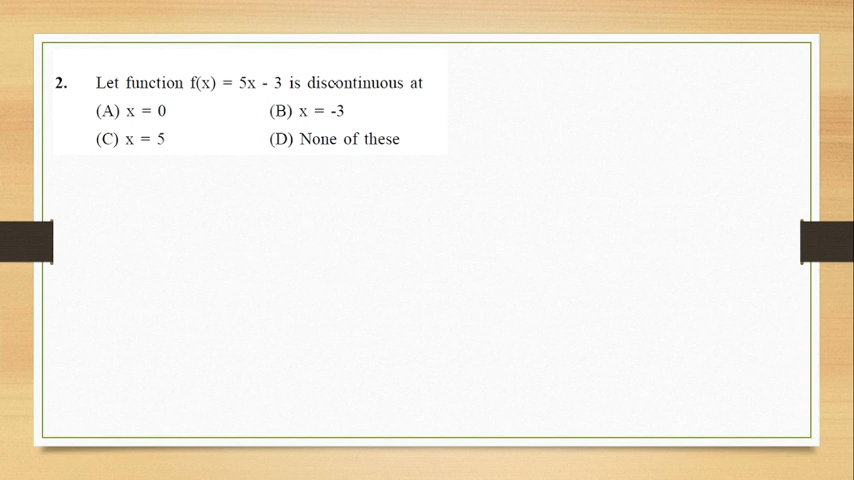 2. Let function f(x) = 5x - 3 is discontinuous at
(A) x = 0 (B) x = -3
(C) x = 5 (D) None of these